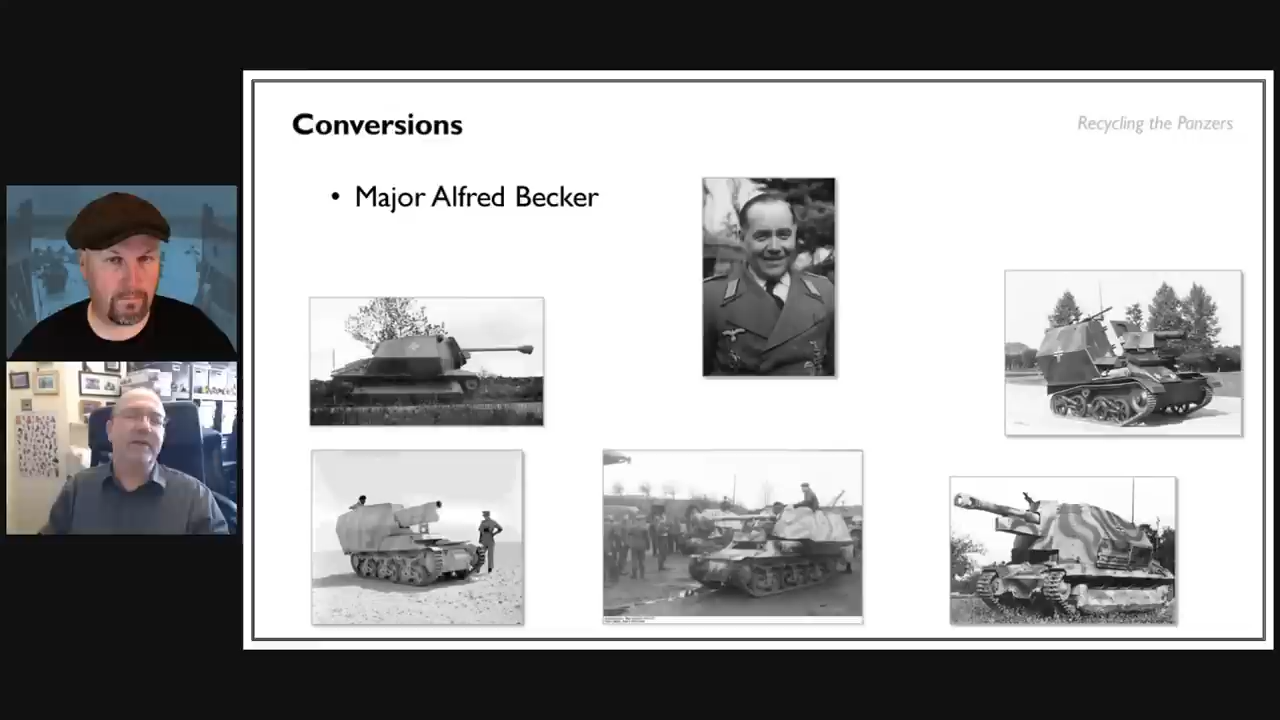 Conversions
Recycling the Panzers
• Major Alfred Becker